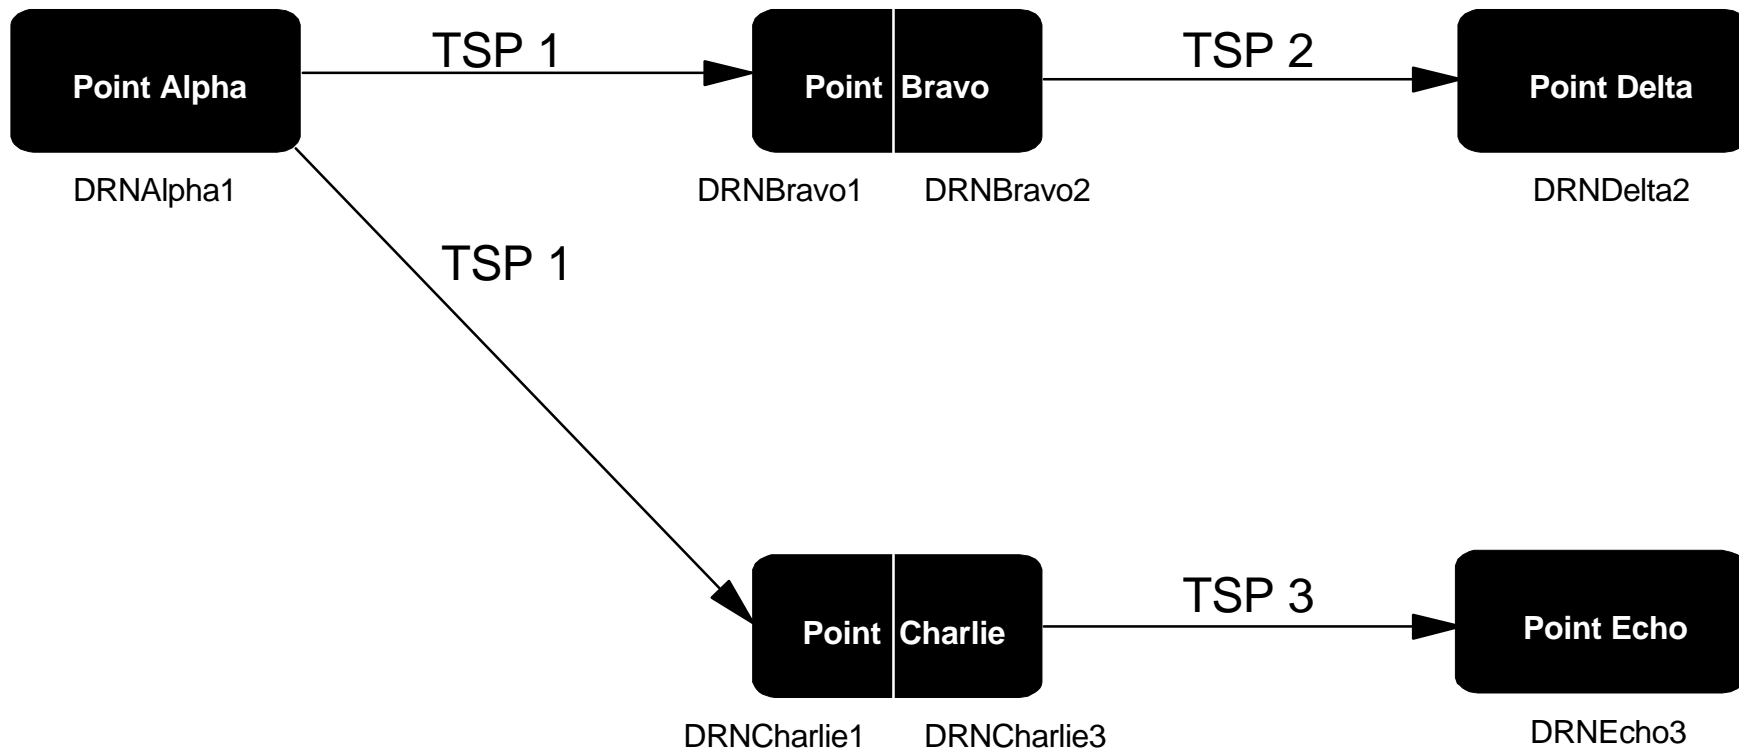 TSP 1
TSP 2
Point Alpha
Point Bravo
Point Delta
DRNAlpha1
DRNBravo1
DRNBravo2
DRNDelta2
TSP 1
TSP 3
Point Charlie
Point Echo
DRNCharlie1
DRNCharlie3
DRNEcho3